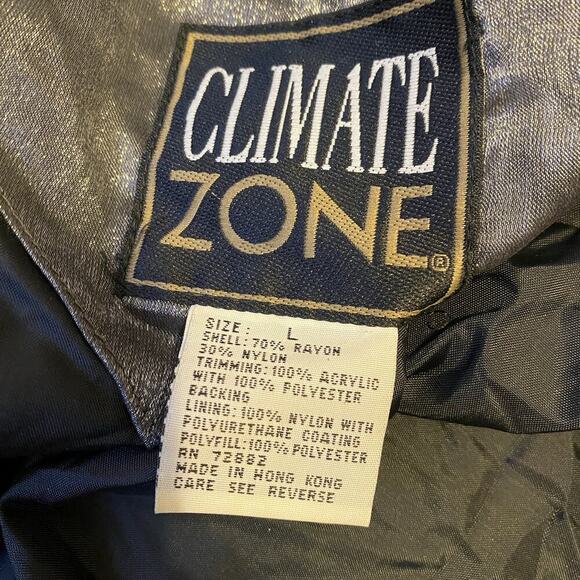 CLIMATE
ZONE®
SIZE: L
SHELL: 70% RAYON
30% NYLON
TRIMMING: 100% ACRYLIC
WITH 100% POLYESTER
BACKING
LINING: 100% NYLON WITH
POLYURETHANE COATING
POLYFILL: 100% POLYESTER
RN 72882
MADE IN HONG KONG
CARE SEE REVERSE